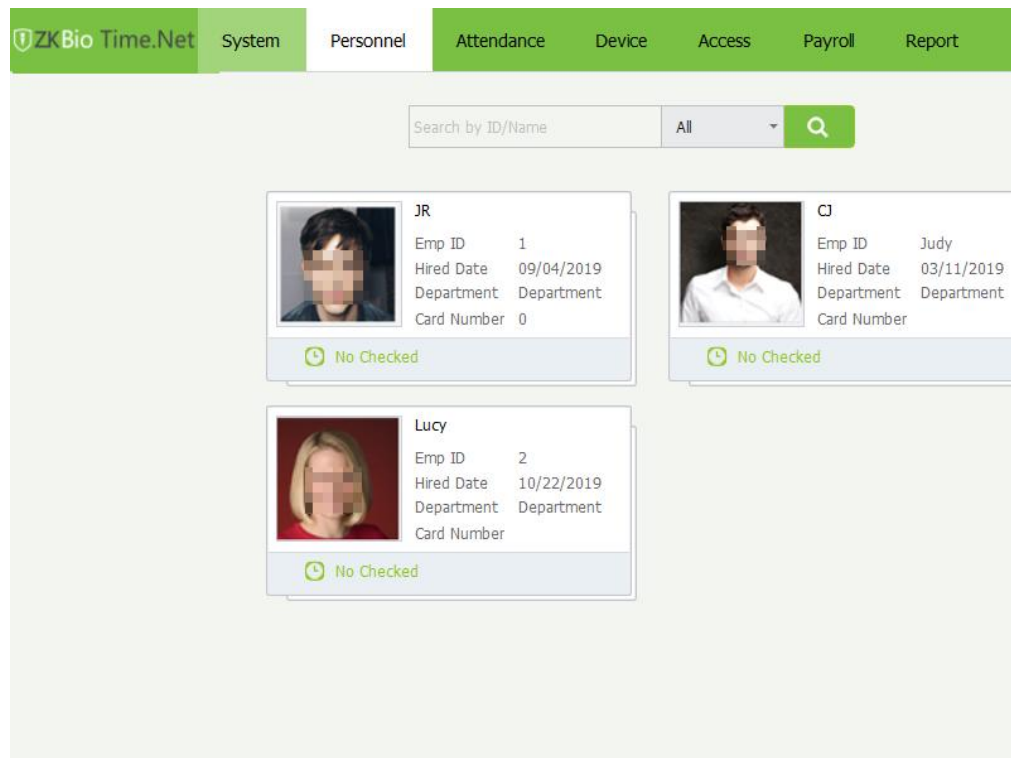 ZKBio Time.Net System Personnel Attendance Device Access Payroll Report
Search by ID/Name All
JR
Emp ID 1
Hired Date 09/04/2019
Department Department
Card Number 0
No Checked
CJ
Emp ID Judy
Hired Date 03/11/2019
Department Department
Card Number
No Checked
Lucy
Emp ID 2
Hired Date 10/22/2019
Department Department
Card Number
No Checked